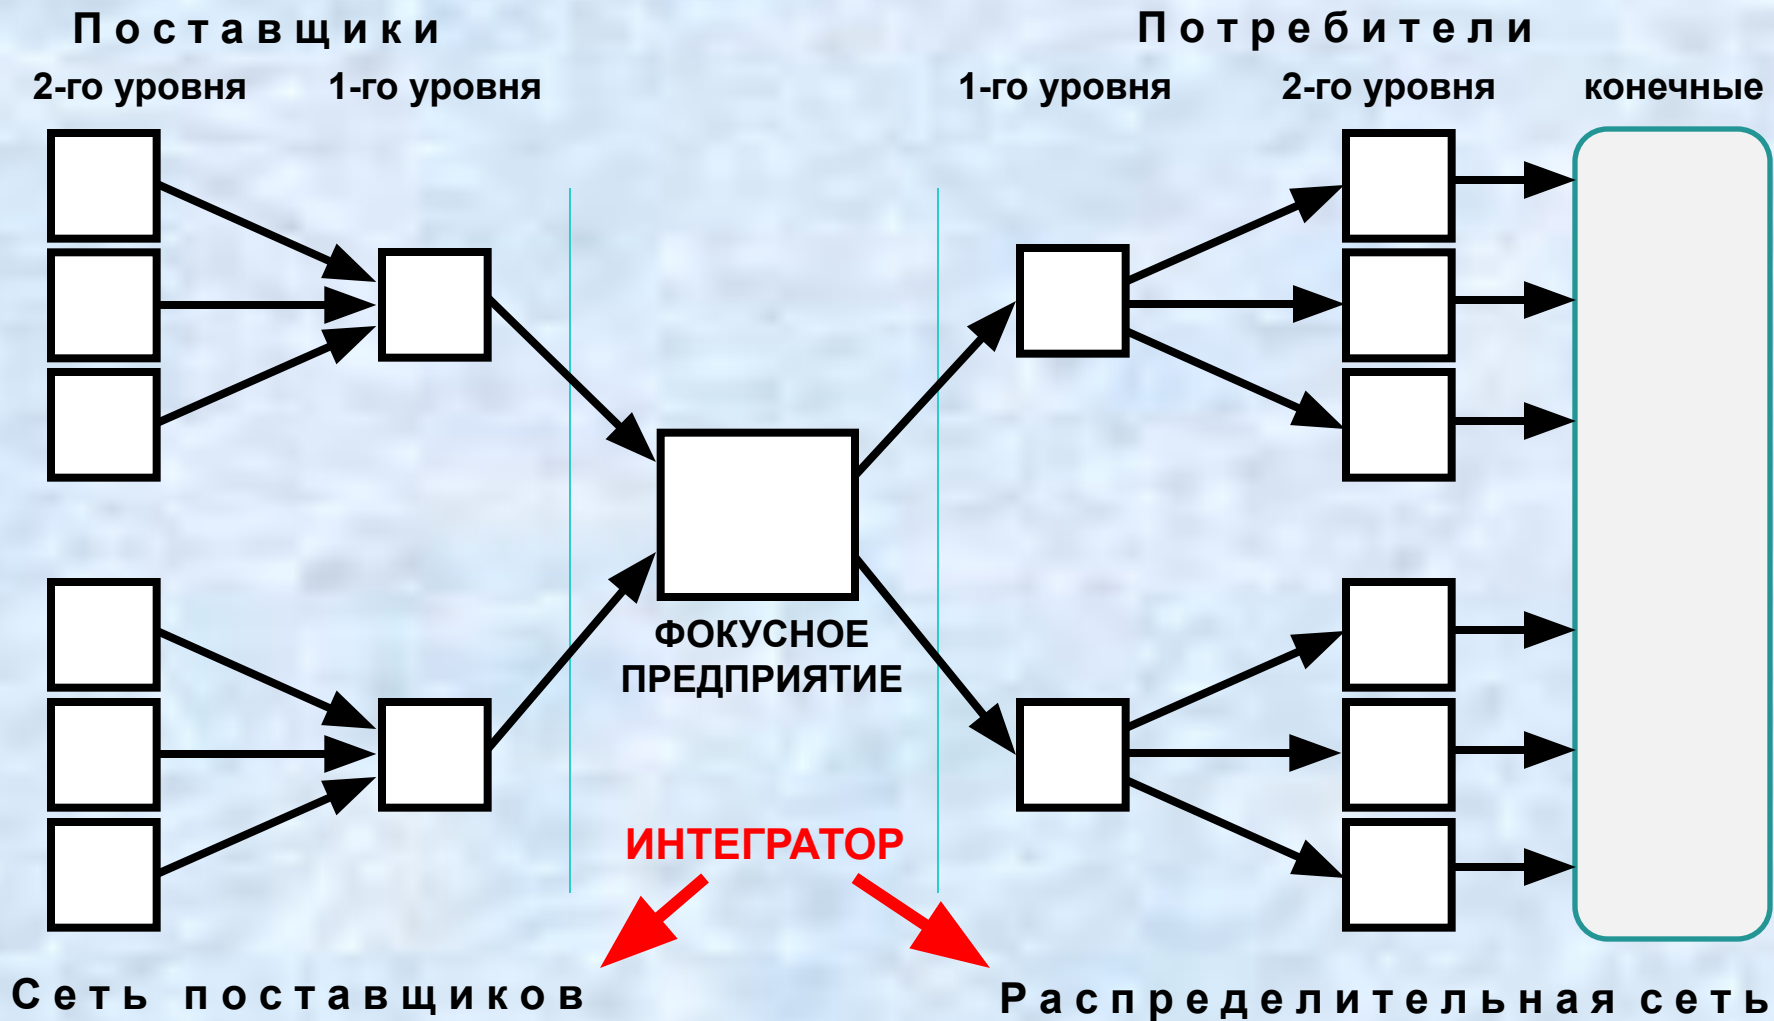 Поставщики
Потребители
2-го уровня
1-го уровня
1-го уровня
2-го уровня
конечные
ФОКУСНОЕ
ПРЕДПРИЯТИЕ
ИНТЕГРАТОР
Сеть поставщиков
Распределительная сеть